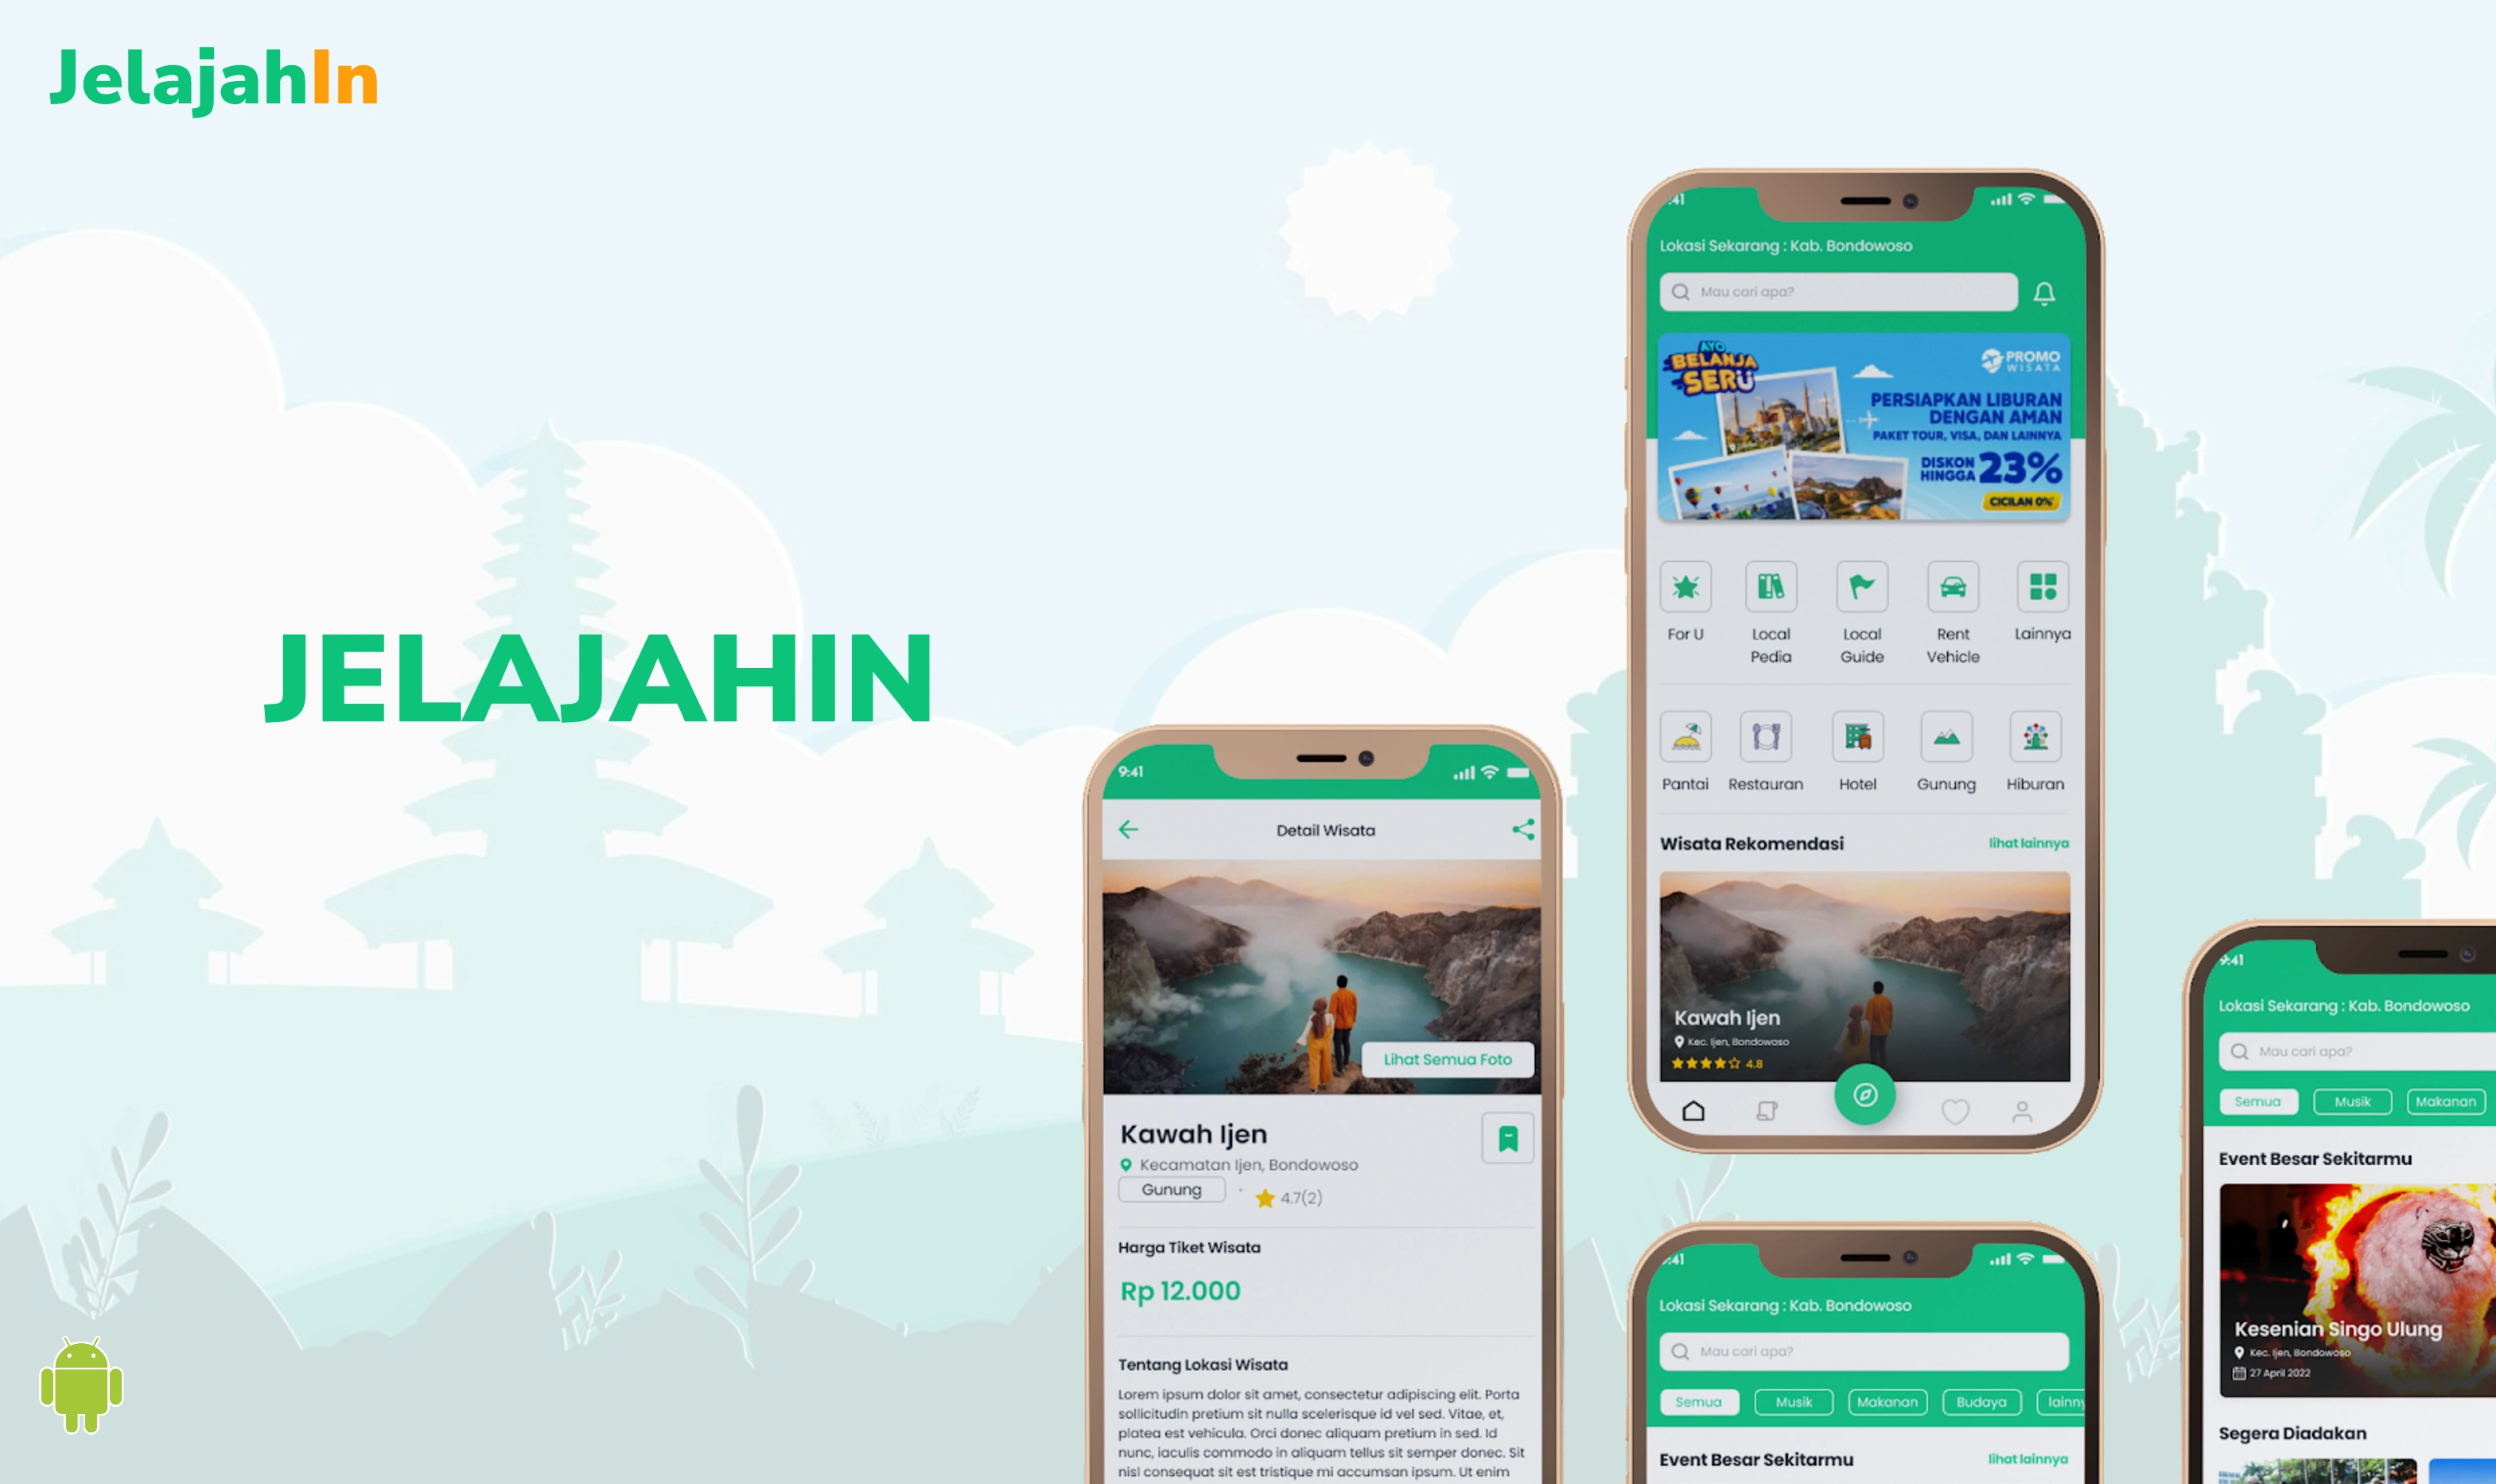 JelajahIn
JELAJAHIN
9:41
Detail Wisata
Lihat Semua Foto
Kawah Ijen
Kecamatan Ijen, Bondowoso
Gunung
4.7(2)
Harga Tiket Wisata
Rp 12.000
Tentang Lokasi Wisata
Lorem ipsum dolor sit amet, consectetur adipiscing elit. Porta
sollicitudin pretium sit nulla scelerisque id vel sed. Vitae, et,
platea est vehicula. Orci donec aliquam pretium in sed. Id
nunc, iaculis commodo in aliquam tellus sit semper donec. Sit
nisl consequat sit est tristique mi accumsan ipsum. Ut enim
:41
Lokasi Sekarang : Kab. Bondowoso
Mau cari apa?
AYO
BELANJA
SERU
PROMO
WISATA
PERSIAPKAN LIBURAN
DENGAN AMAN
PAKET TOUR, VISA, DAN LAINNYA
DISKON
HINGGA 23%
CICILAN 0%
For U
Local
Pedia
Local
Guide
Rent
Vehicle
Lainnya
Pantai
Restauran
Hotel
Gunung
Hiburan
Wisata Rekomendasi
lihat lainnya
Kawah Ijen
Kec. Ijen, Bondowoso
4.8
:41
Lokasi Sekarang : Kab. Bondowoso
Mau cari apa?
Semua
Musik
Makanan
Budaya
lainny
Event Besar Sekitarmu
lihat lainnya
9:41
Lokasi Sekarang : Kab. Bondowoso
Mau cari apa?
Semua
Musik
Makanan
Event Besar Sekitarmu
Kesenian Singo Ulung
Kec. Ijen, Bondowoso
27 April 2022
Segera Diadakan